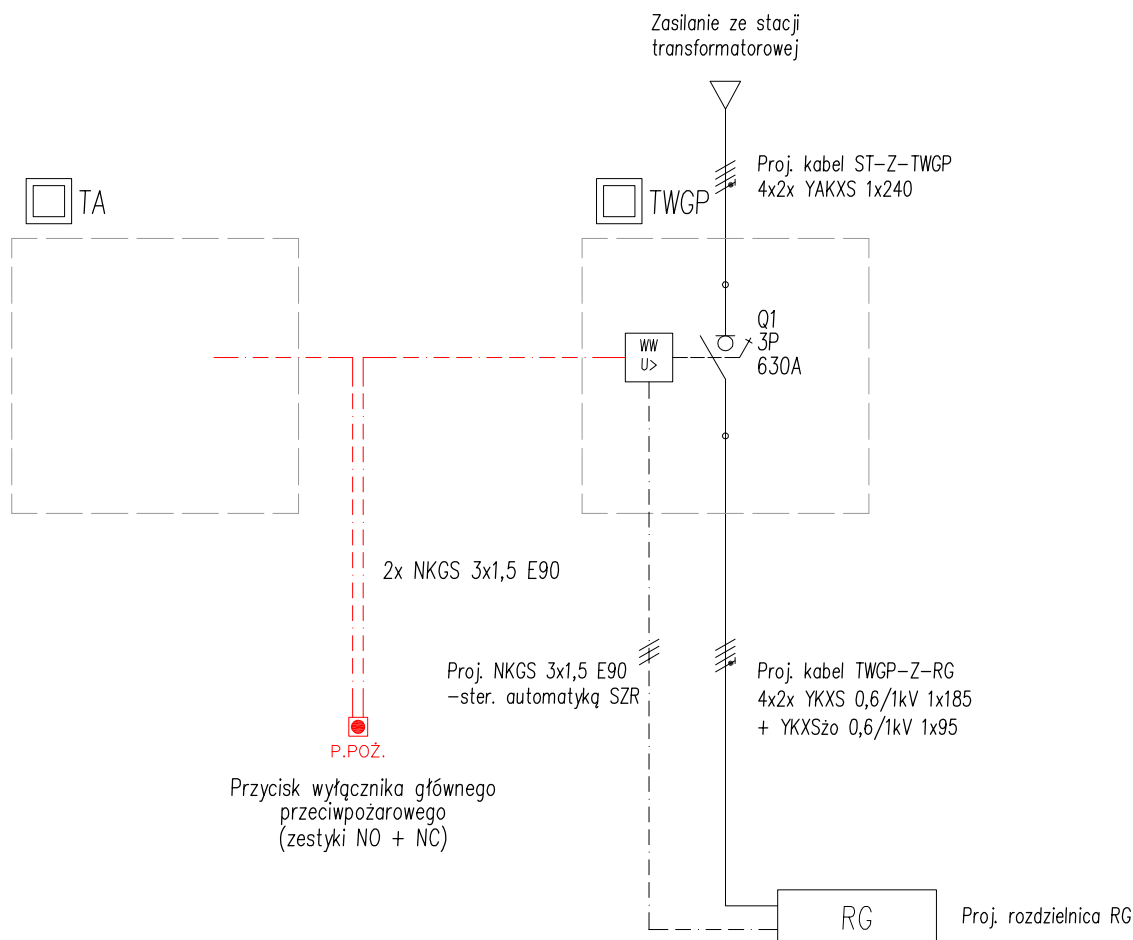 Zasilanie ze stacji
transformatorowej
Proj. kabel ST-Z-TWGP
4x2x YAKXS 1x240
TA
TWGP
Q1
3P
630A
WW
U>
2x NKGS 3x1,5 E90
Proj. NKGS 3x1,5 E90
-ster. automatyką SZR
Proj. kabel TWGP-Z-RG
4x2x YKXS 0,6/1kV 1x185
+ YKXSżo 0,6/1kV 1x95
P.POŻ.
Przycisk wyłącznika głównego
przeciwpożarowego
(zestyki NO + NC)
RG
Proj. rozdzielnica RG